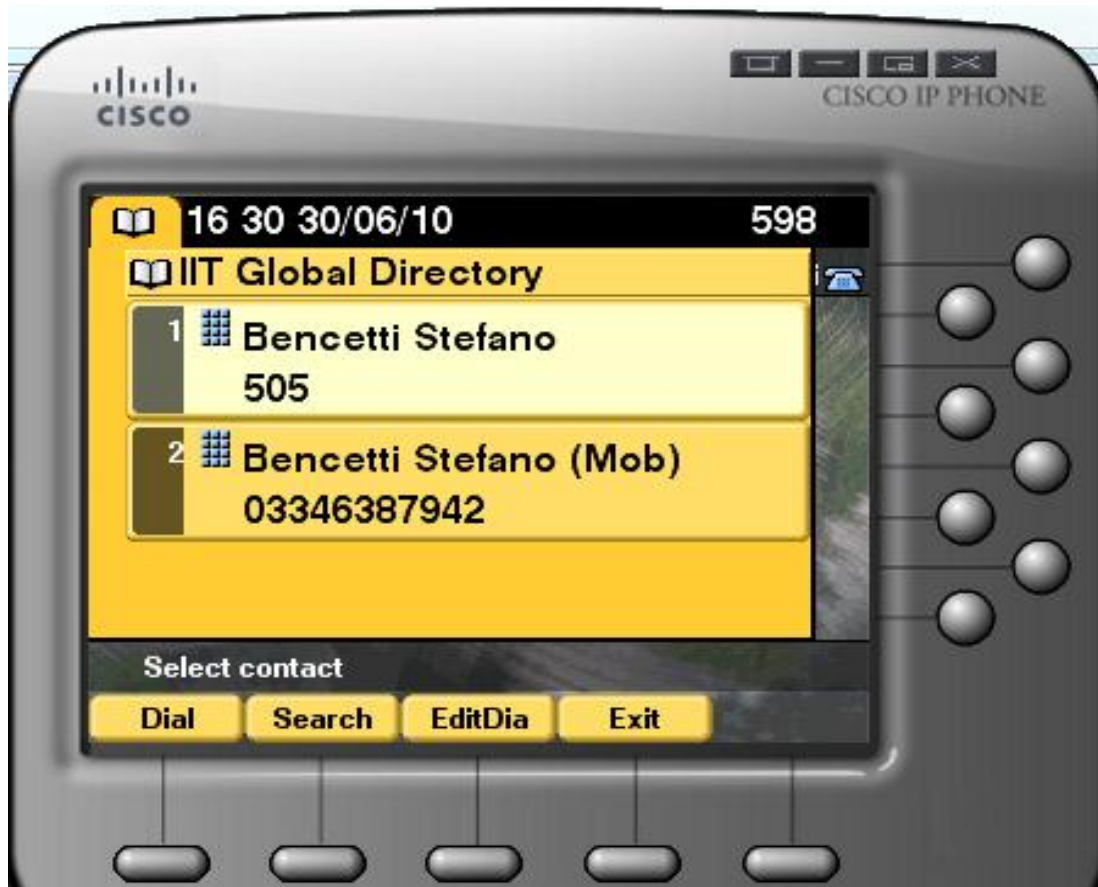 CISCO
CISCO IP PHONE
16 30 30/06/10 598
IIT Global Directory
1 Bencetti Stefano
505
2 Bencetti Stefano (Mob)
03346387942
Select contact
Dial Search EditDia Exit